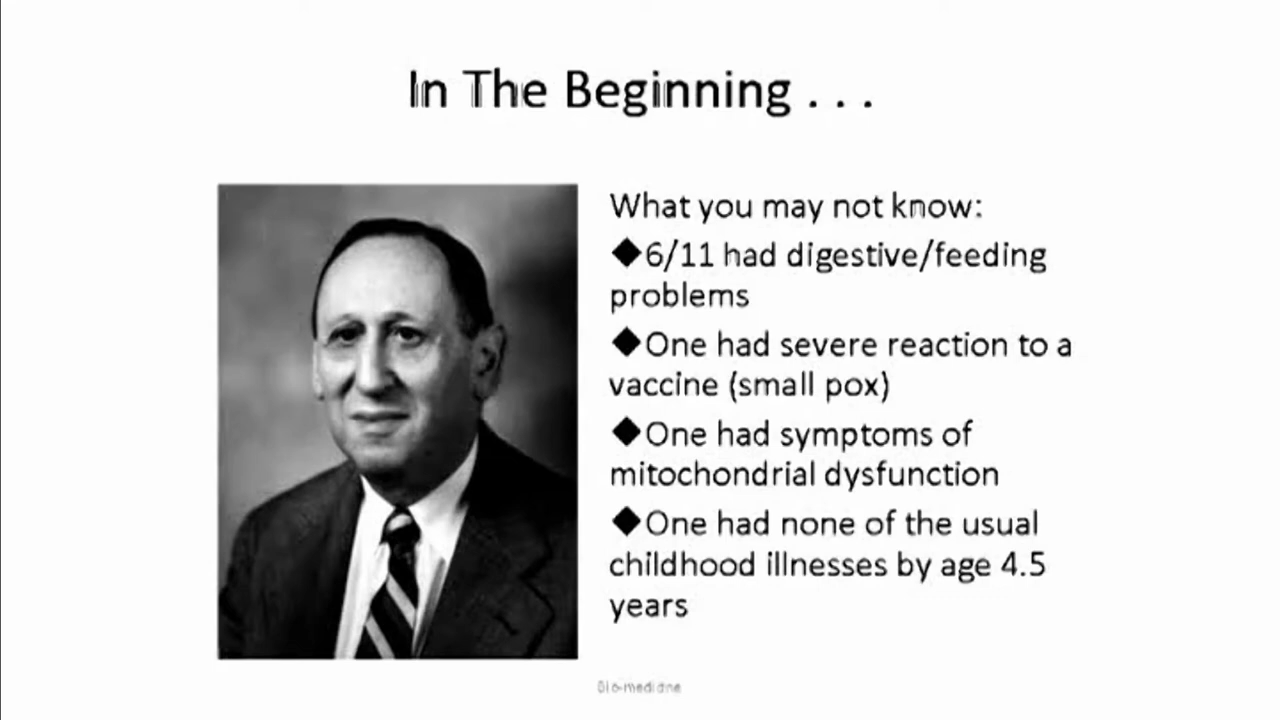 In The Beginning . . .
What you may not know:
◆6/11 had digestive/feeding
problems
◆One had severe reaction to a
vaccine (small pox)
◆One had symptoms of
mitochondrial dysfunction
◆One had none of the usual
childhood illnesses by age 4.5
years
Bio-medicine